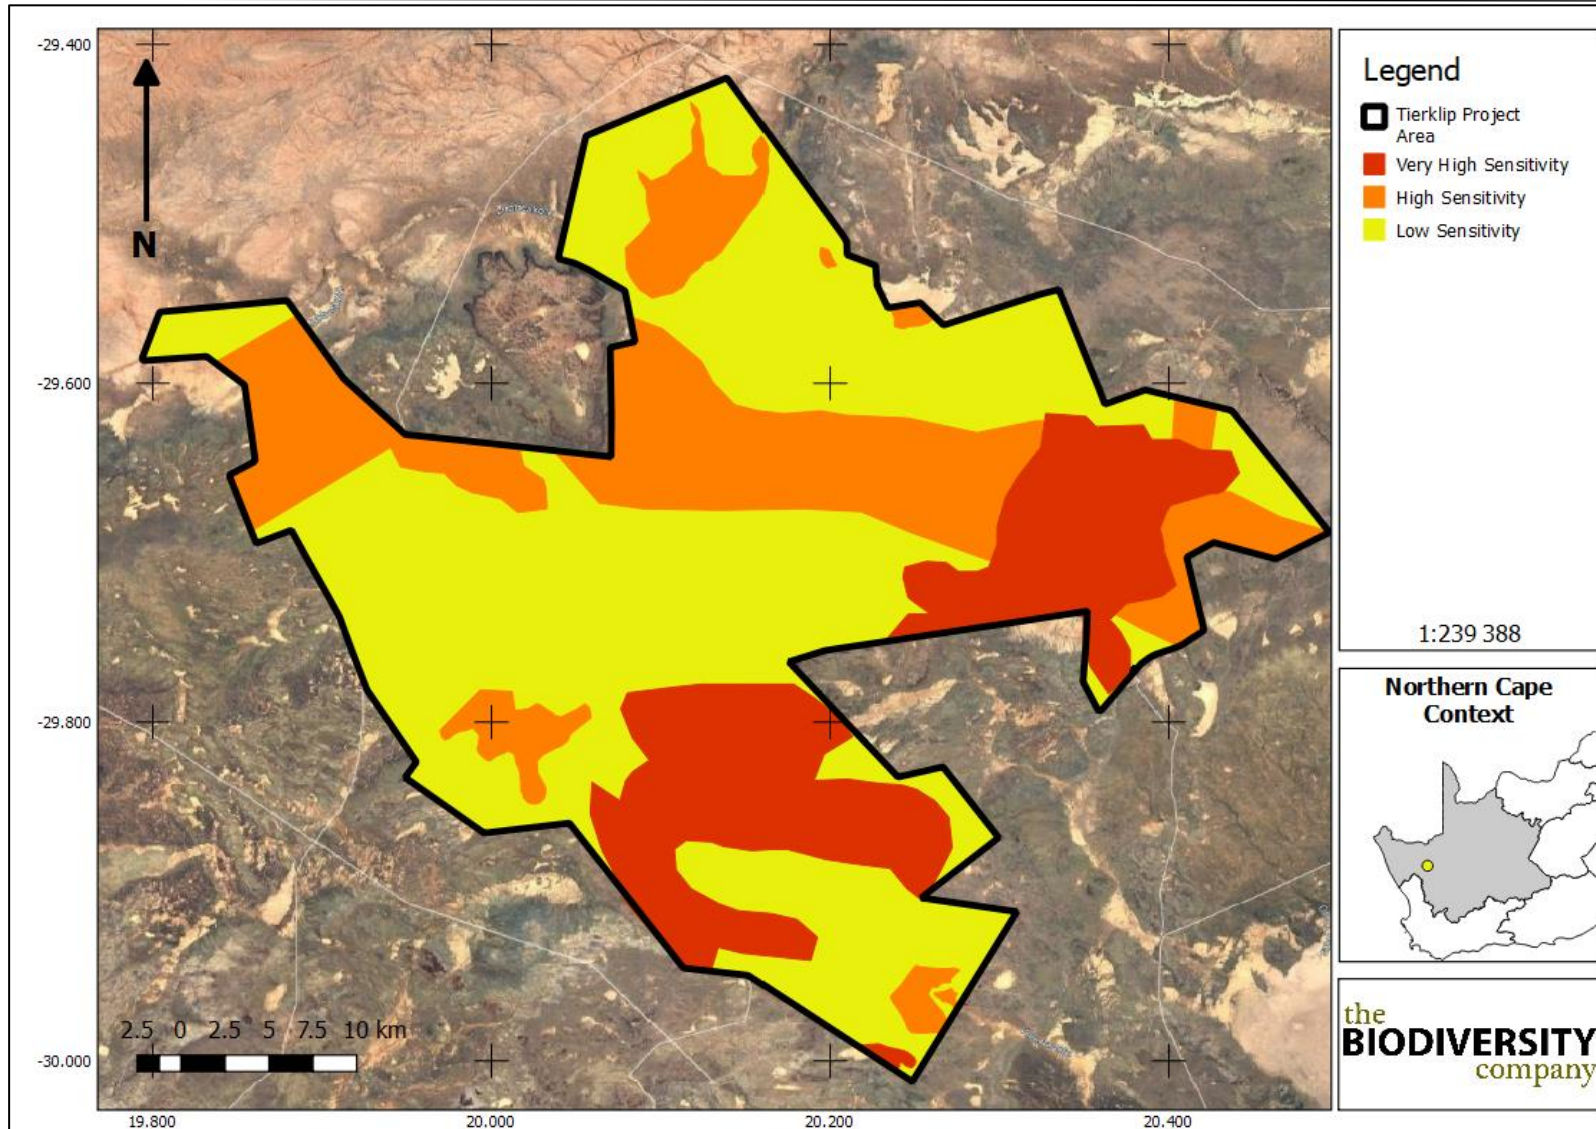 -29.400
-29.600
-29.800
-30.000
19.800
20.000
20.200
20.400
N
2.5 0 2.5 5 7.5 10 km
Legend
Tierklip Project
Area
Very High Sensitivity
High Sensitivity
Low Sensitivity
1:239 388
Northern Cape
Context
the
BIODIVERSITY
company